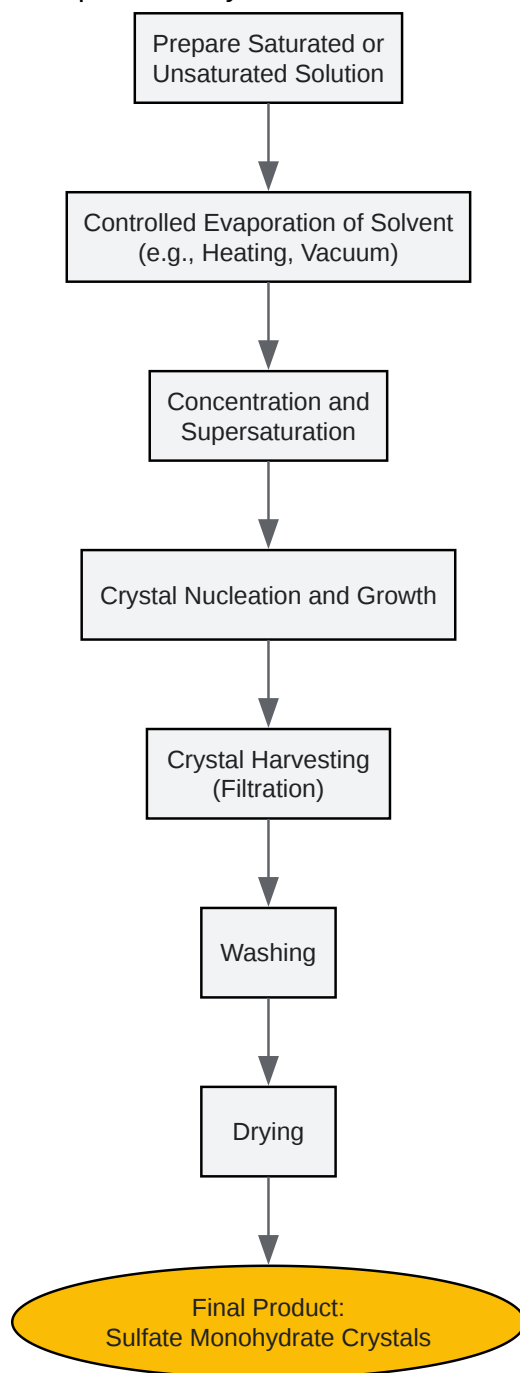 Prepare Saturated or
Unsaturated Solution
Controlled Evaporation of Solvent
(e.g., Heating, Vacuum)
Concentration and
Supersaturation
Crystal Nucleation and Growth
Crystal Harvesting
(Filtration)
Washing
Drying
Final Product:
Sulfate Monohydrate Crystals